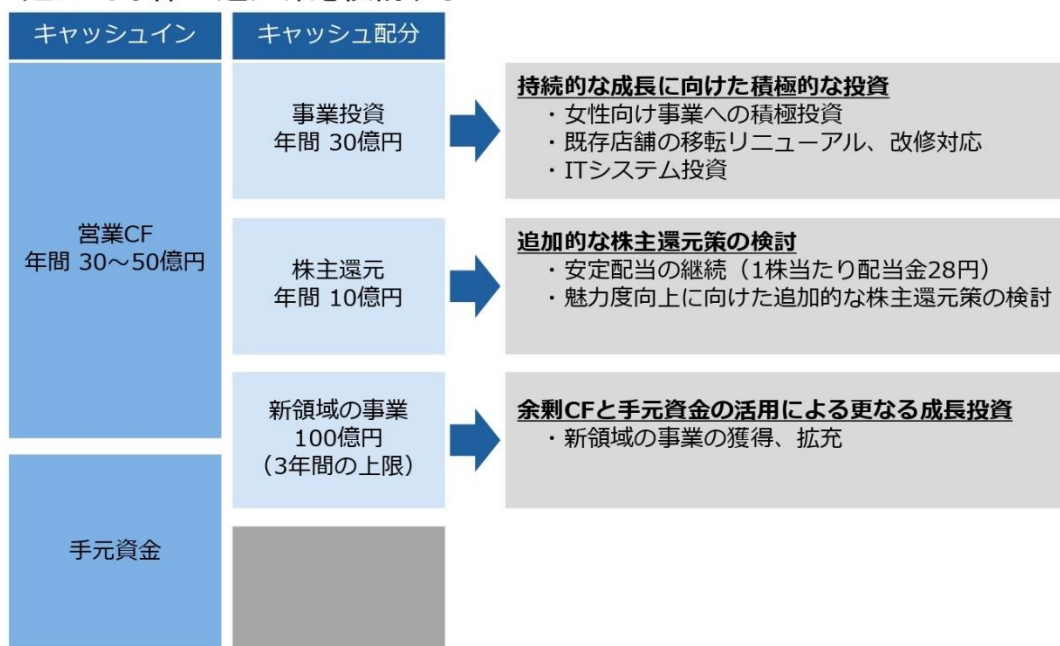 キャッシュイン
キャッシュ配分
営業CF
年間 30～50億円
手元資金
事業投資
年間 30億円
持続的な成長に向けた積極的な投資
・女性向け事業への積極投資
・既存店舗の移転リニューアル、改修対応
・ITシステム投資
株主還元
年間 10億円
追加的な株主還元策の検討
・安定配当の継続（1株当たり配当金28円）
・魅力度向上に向けた追加的な株主還元策の検討
新領域の事業
100億円
（3年間の上限）
余剰CFと手元資金の活用による更なる成長投資
・新領域の事業の獲得、拡充